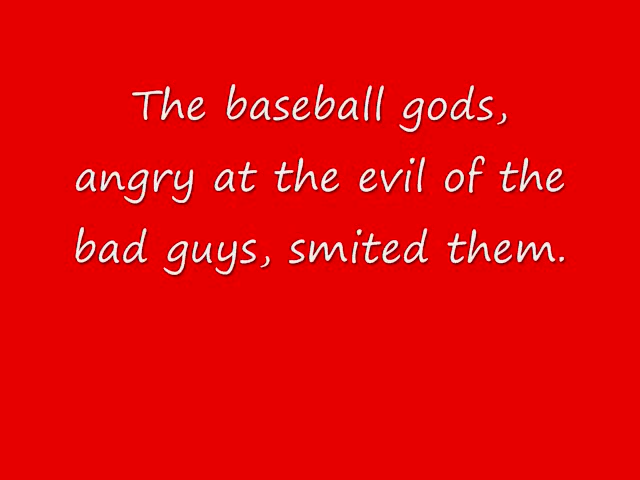 The baseball gods,
angry at the evil of the
bad guys, smited them.